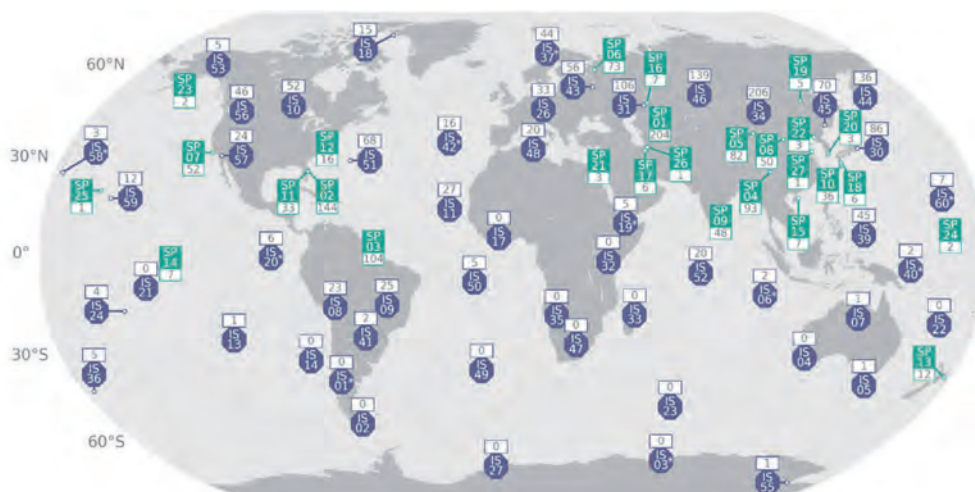 60°N
30°N
0°
30°S
60°S
15
IS
18
5
IS
53
SP
23
2
46
IS
56
52
IS
10
44
IS
37*
SP
06
73
56
IS
43
33
IS
26
106
IS
31
SP
16
7
139
IS
46
206
IS
34
SP
19
5
70
IS
45
36
IS
44
3
IS
58*
SP
07
52
24
IS
57
SP
12
16
68
IS
51
16
IS
42*
20
IS
48
SP
01
204
SP
05
82
SP
08
50
SP
22
3
SP
20
3
86
IS
30
SP
25
1
12
IS
59
SP
11
33
SP
02
144
27
IS
11
SP
21
3
SP
17
6
SP
26
1
SP
04
93
SP
27
1
SP
10
36
SP
18
6
7
IS
60*
0
IS
17
5
IS
19*
SP
09
48
SP
15
7
45
IS
39
SP
24
2
SP
14
7
0
IS
21
6
IS
20*
SP
03
104
5
IS
50
0
IS
32
20
IS
52
2
IS
06*
2
IS
40*
4
IS
24
23
IS
08
25
IS
09
0
IS
35
0
IS
33
1
IS
07
0
IS
22
1
IS
13
2
IS
41
0
IS
47
0
IS
04
5
IS
36
0
IS
14
0
IS
01*
0
IS
49
1
IS
05
SP
13
12
0
IS
02
0
IS
23
0
IS
27
0
IS
03*
1
IS
55